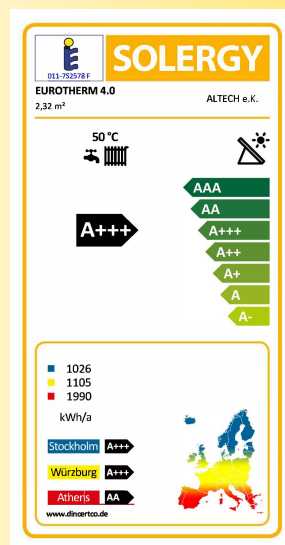 SOLERGY
011-752578 F
EUROTHERM 4.0
2,32 m²
ALTECH e.K.
50 °C
A+++
AAA
AA
A+++
A++
A+
A
A-
1026
1105
1990
kWh/a
Stockholm A+++
Würzburg A+++
Athens AA
www.dincertco.de